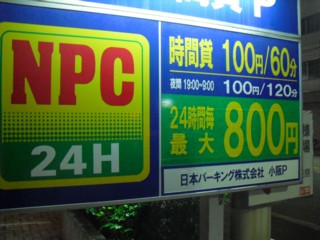 NPC
24H
時間貸 100円/60分
夜間 19:00~9:00 100円/120分
24時間毎
最大 800円
日本パーキング株式会社 小阪P